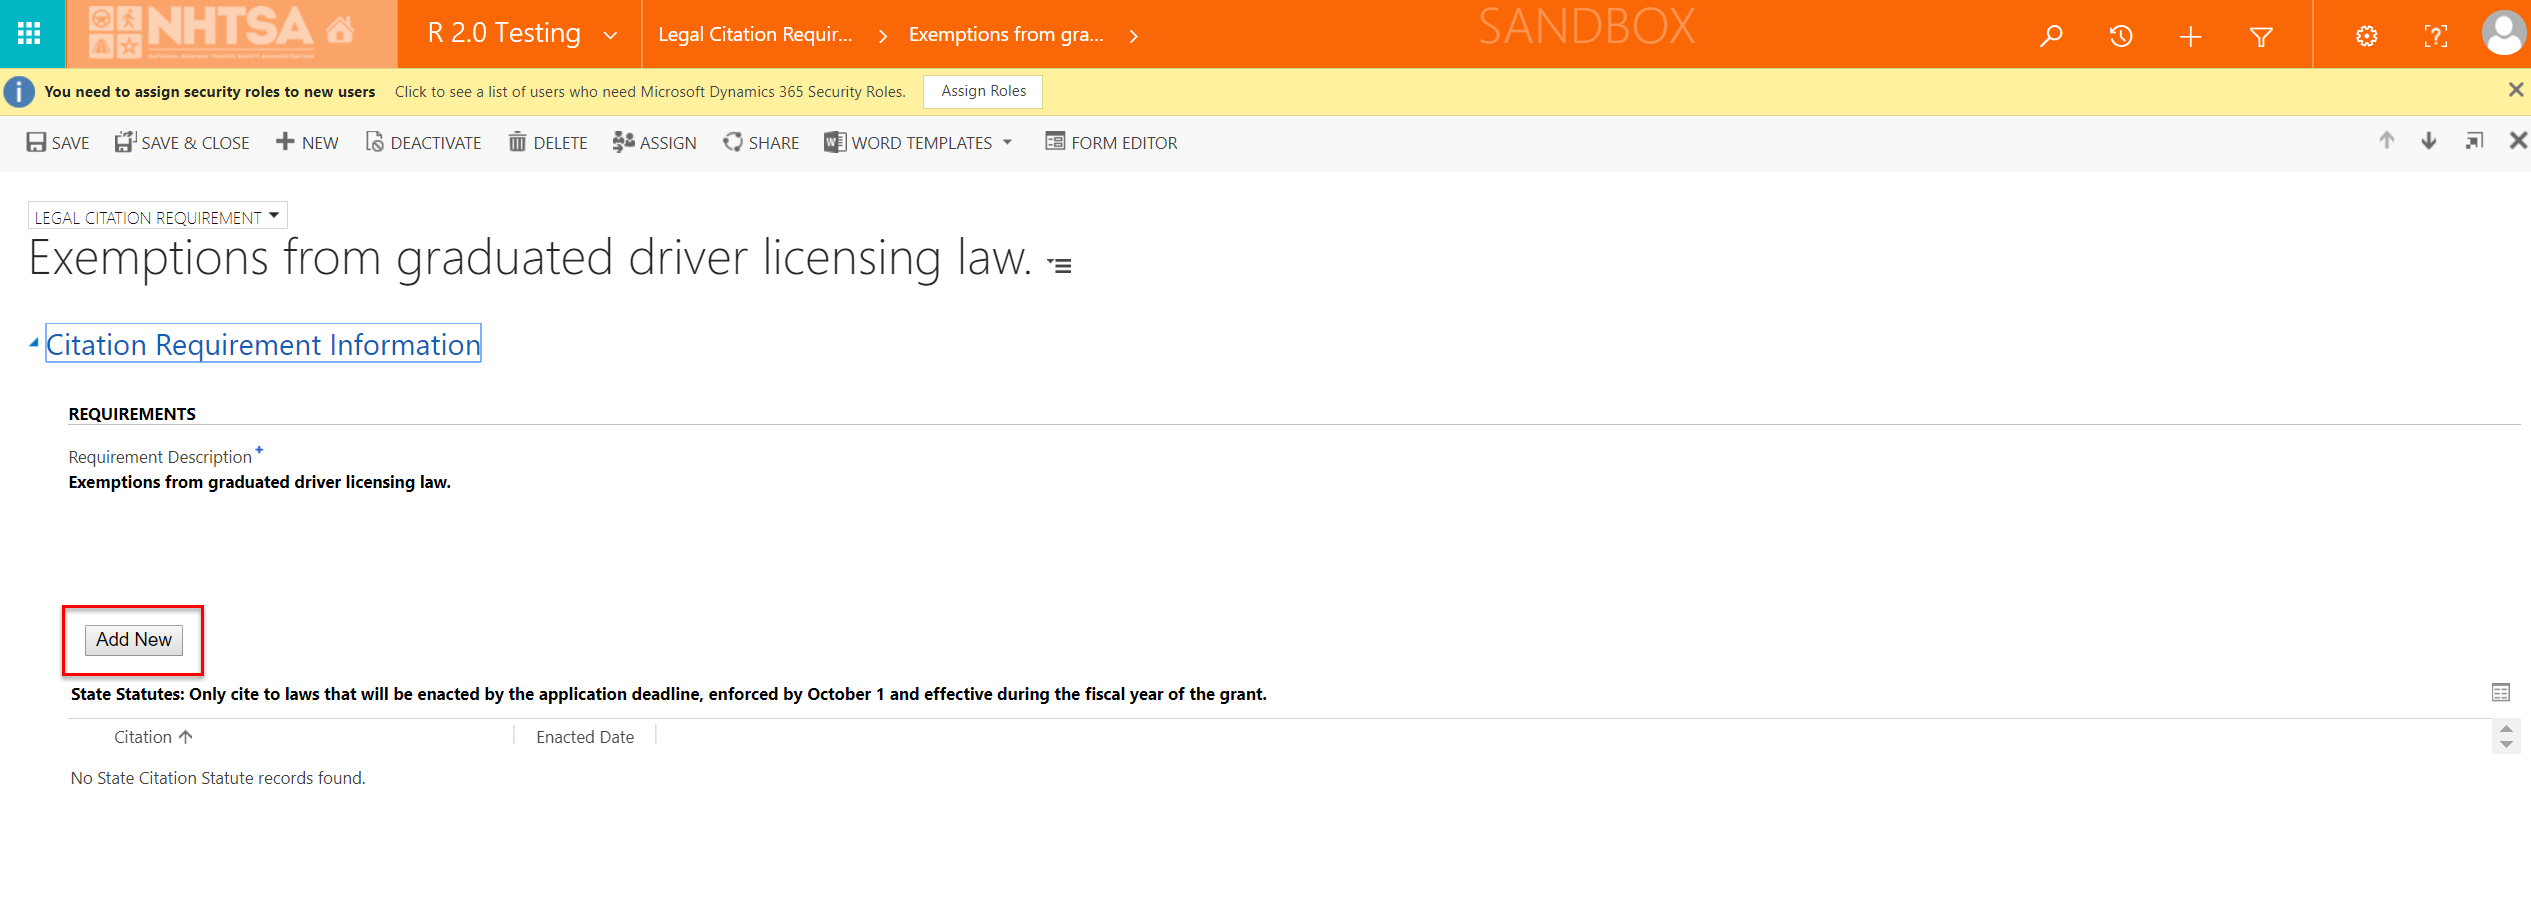 NHTSA
NATIONAL HIGHWAY TRAFFIC SAFETY ADMINISTRATION
R 2.0 Testing
Legal Citation Requir...
Exemptions from gra...
SANDBOX
You need to assign security roles to new users Click to see a list of users who need Microsoft Dynamics 365 Security Roles. Assign Roles
SAVE SAVE & CLOSE NEW DEACTIVATE DELETE ASSIGN SHARE WORD TEMPLATES FORM EDITOR
LEGAL CITATION REQUIREMENT
Exemptions from graduated driver licensing law.
Citation Requirement Information
REQUIREMENTS
Requirement Description+
Exemptions from graduated driver licensing law.
Add New
State Statutes: Only cite to laws that will be enacted by the application deadline, enforced by October 1 and effective during the fiscal year of the grant.
Citation Enacted Date
No State Citation Statute records found.